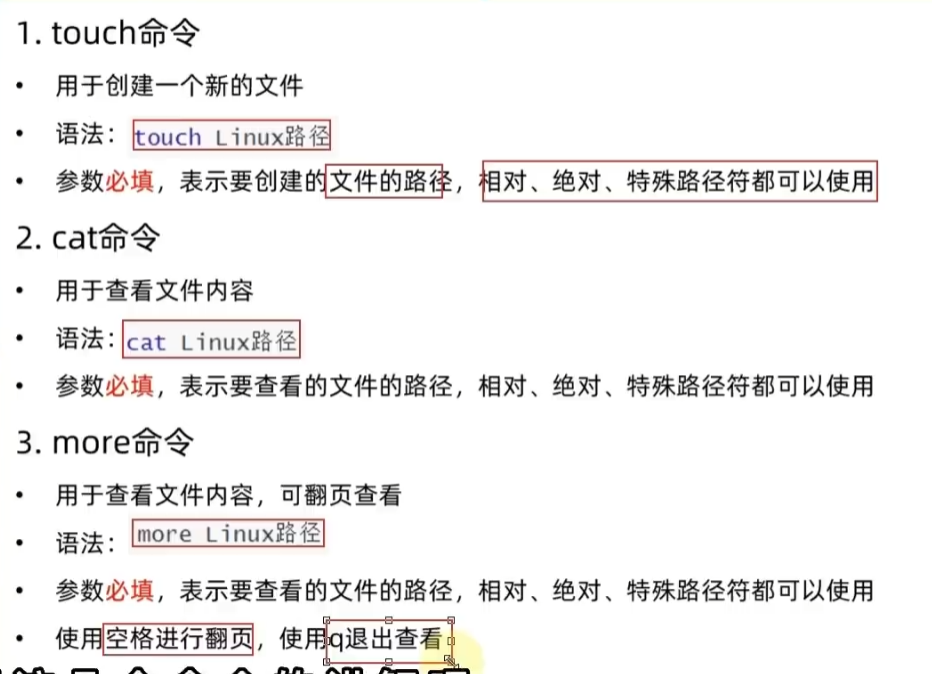 1. touch命令
• 用于创建一个新的文件
• 语法：touch Linux路径
• 参数必填，表示要创建的文件的路径，相对、绝对、特殊路径符都可以使用
2. cat命令
• 用于查看文件内容
• 语法：cat Linux路径
• 参数必填，表示要查看的文件的路径，相对、绝对、特殊路径符都可以使用
3. more命令
• 用于查看文件内容，可翻页查看
• 语法：more Linux路径
• 参数必填，表示要查看的文件的路径，相对、绝对、特殊路径符都可以使用
• 使用空格进行翻页，使用q退出查看